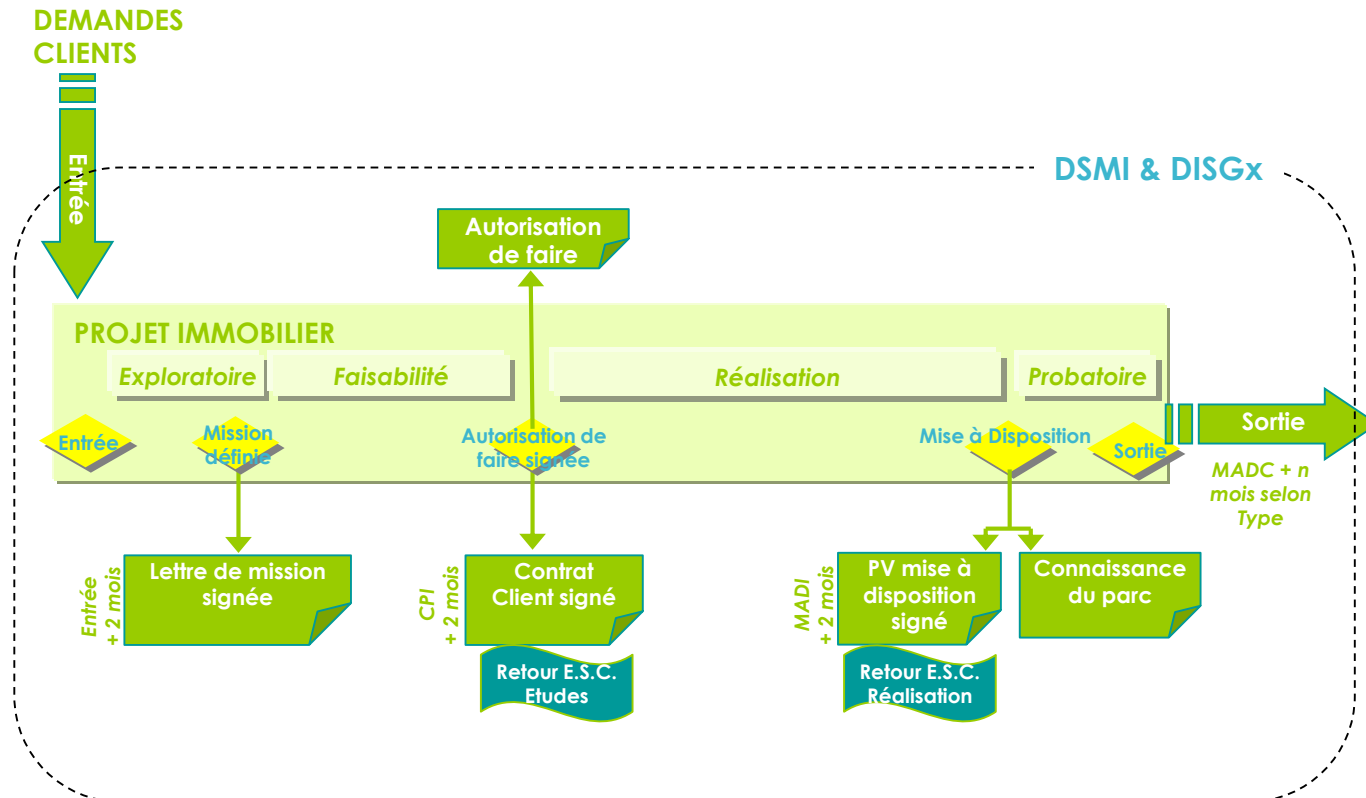 DEMANDES
CLIENTS
Entrée
DSMI & DISGx
Autorisation
de faire
PROJET IMMOBILIER
Exploratoire
Faisabilité
Réalisation
Probatoire
Entrée
Mission
définie
Autorisation de
faire signée
Mise à Disposition
Sortie
Sortie
MADC + n
mois selon
Type
Entrée
+ 2 mois
Lettre de mission
signée
CPI
+ 2 mois
Contrat
Client signé
MADI
+ 2 mois
PV mise à
disposition
signé
Connaissance
du parc
Retour E.S.C.
Etudes
Retour E.S.C.
Réalisation